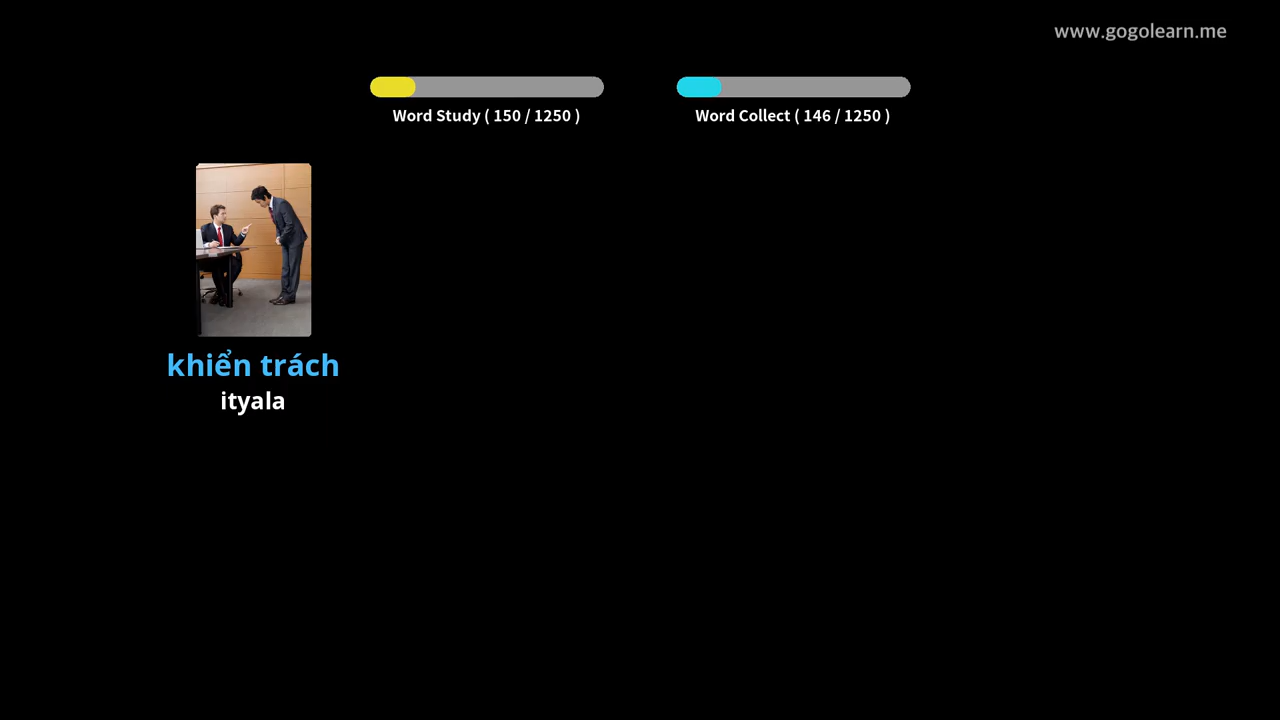 www.gogolearn.me
Word Study ( 150 / 1250 )
Word Collect ( 146 / 1250 )
khiển trách
ityala